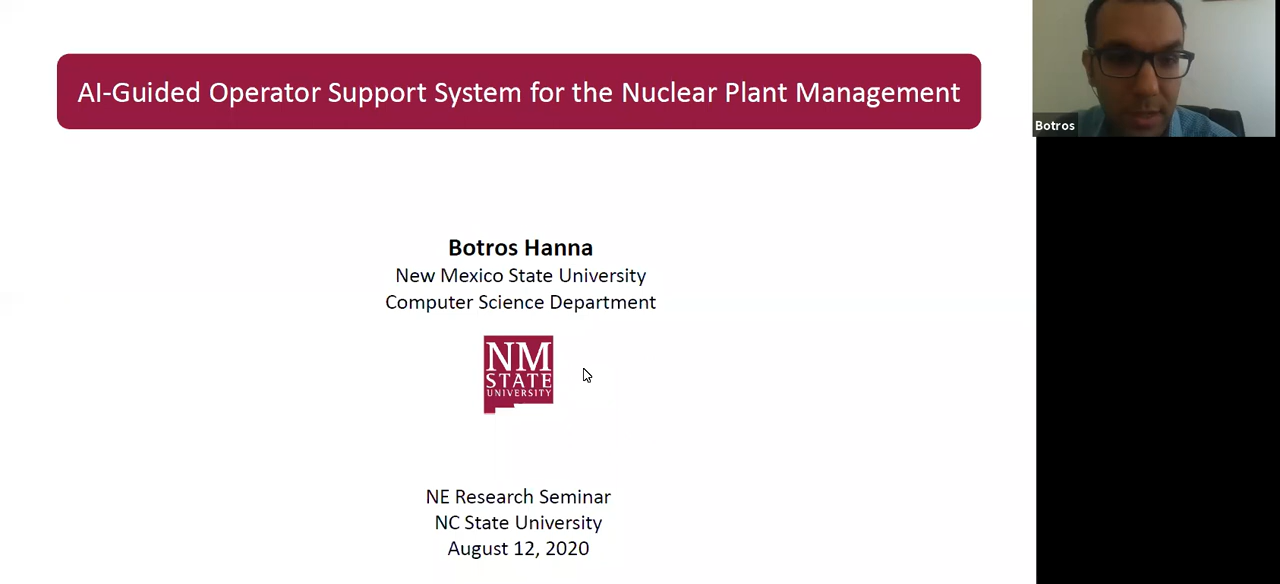 AI-Guided Operator Support System for the Nuclear Plant Management
Botros
Botros Hanna
New Mexico State University
Computer Science Department
NM
STATE
UNIVERSITY
NE Research Seminar
NC State University
August 12, 2020